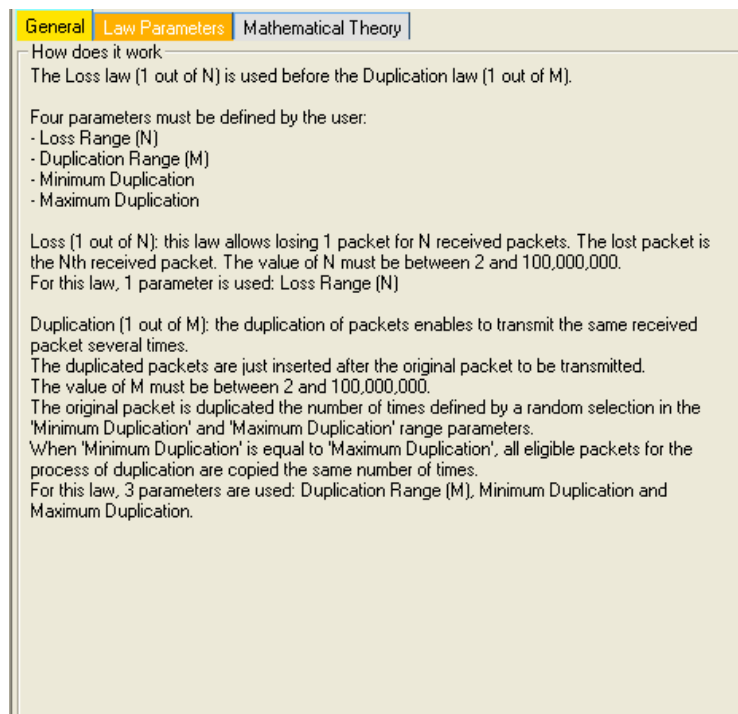 General Law Parameters Mathematical Theory
How does it work
The Loss law (1 out of N) is used before the Duplication law (1 out of M).
Four parameters must be defined by the user:
- Loss Range (N)
- Duplication Range (M)
- Minimum Duplication
- Maximum Duplication
Loss (1 out of N): this law allows losing 1 packet for N received packets. The lost packet is
the Nth received packet. The value of N must be between 2 and 100,000,000.
For this law, 1 parameter is used: Loss Range (N)
Duplication (1 out of M): the duplication of packets enables to transmit the same received
packet several times.
The duplicated packets are just inserted after the original packet to be transmitted.
The value of M must be between 2 and 100,000,000.
The original packet is duplicated the number of times defined by a random selection in the
'Minimum Duplication' and 'Maximum Duplication' range parameters.
When 'Minimum Duplication' is equal to 'Maximum Duplication', all eligible packets for the
process of duplication are copied the same number of times.
For this law, 3 parameters are used: Duplication Range (M), Minimum Duplication and
Maximum Duplication.